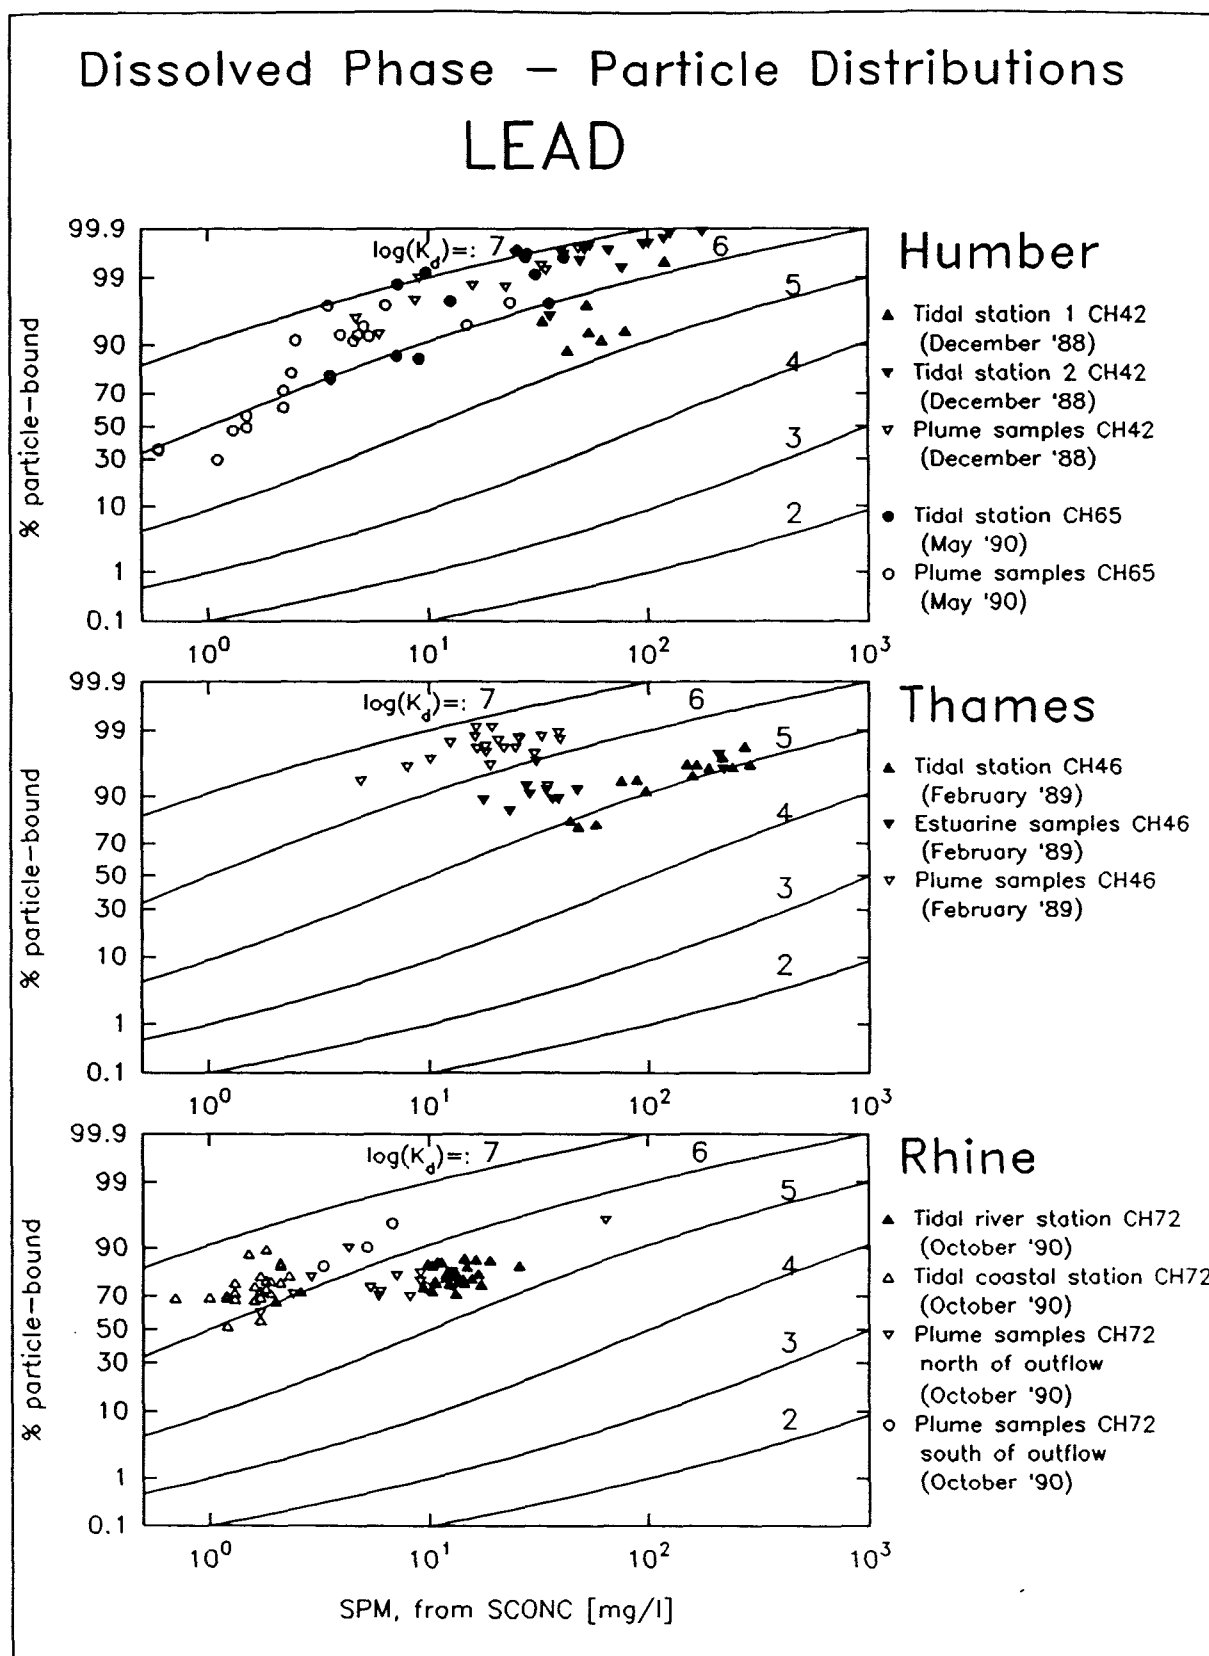 Dissolved Phase – Particle Distributions
LEAD
Humber
% particle-bound
99.9
99
90
70
50
30
10
1
0.1
log(Kd)=: 7
6
5
4
3
2
10^0
10^1
10^2
10^3
▲ Tidal station 1 CH42
(December '88)
▼ Tidal station 2 CH42
(December '88)
▽ Plume samples CH42
(December '88)
● Tidal station CH65
(May '90)
○ Plume samples CH65
(May '90)
Thames
% particle-bound
99.9
99
90
70
50
30
10
1
0.1
log(Kd)=: 7
6
5
4
3
2
10^0
10^1
10^2
10^3
▲ Tidal station CH46
(February '89)
▼ Estuarine samples CH46
(February '89)
▽ Plume samples CH46
(February '89)
Rhine
% particle-bound
99.9
99
90
70
50
30
10
1
0.1
log(Kd)=: 7
6
5
4
3
2
10^0
10^1
10^2
10^3
▲ Tidal river station CH72
(October '90)
△ Tidal coastal station CH72
(October '90)
▽ Plume samples CH72
north of outflow
(October '90)
○ Plume samples CH72
south of outflow
(October '90)
SPM, from SCONC [mg/l]